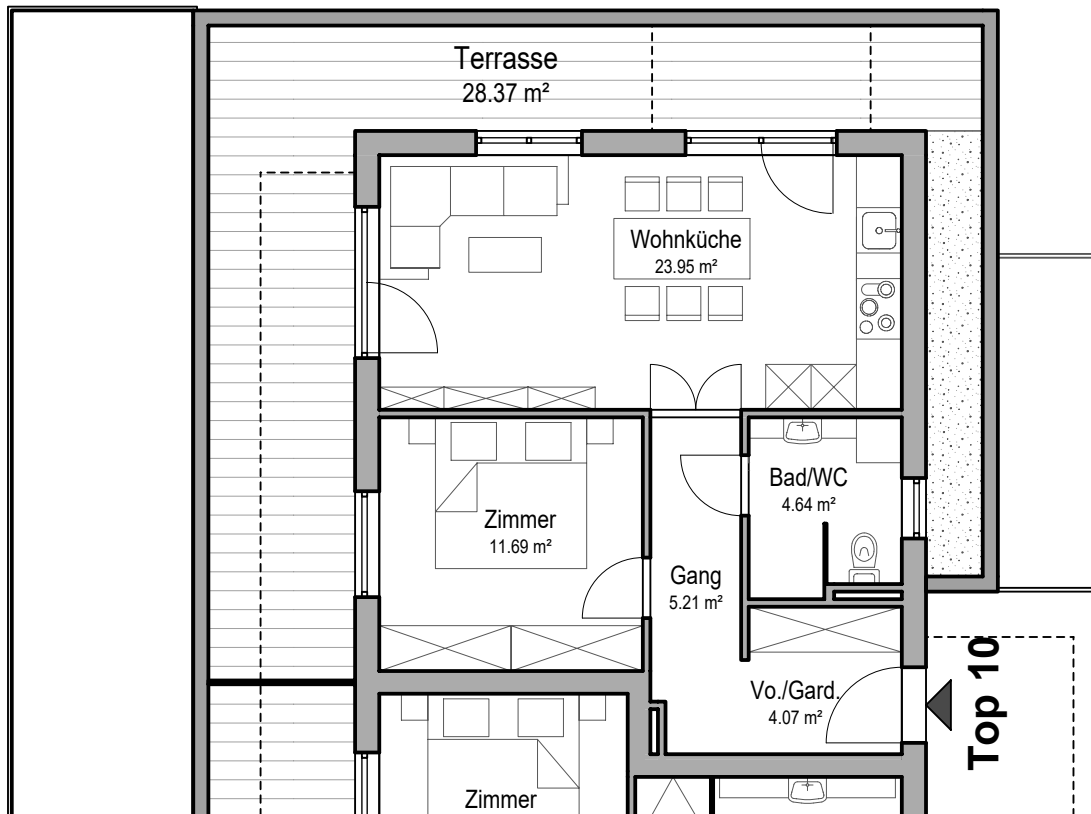 Terrasse
28.37 m²
Wohnküche
23.95 m²
Bad/WC
4.64 m²
Zimmer
11.69 m²
Gang
5.21 m²
Vo./Gard.
4.07 m²
Top 10
Zimmer